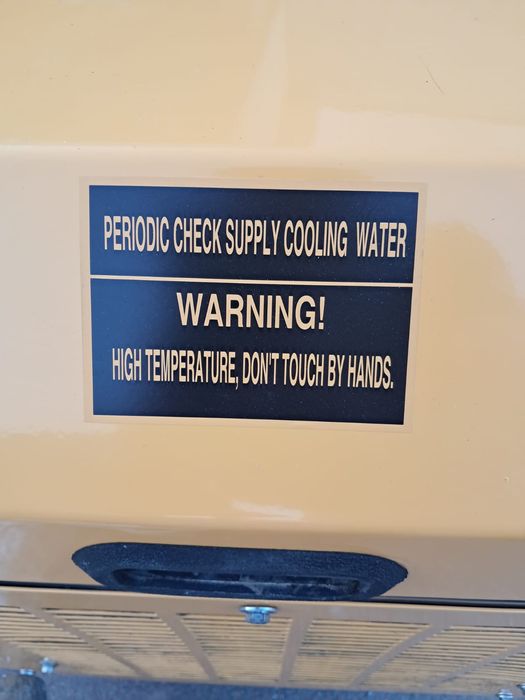 PERIODIC CHECK SUPPLY COOLING WATER
WARNING!
HIGH TEMPERATURE, DON'T TOUCH BY HANDS.